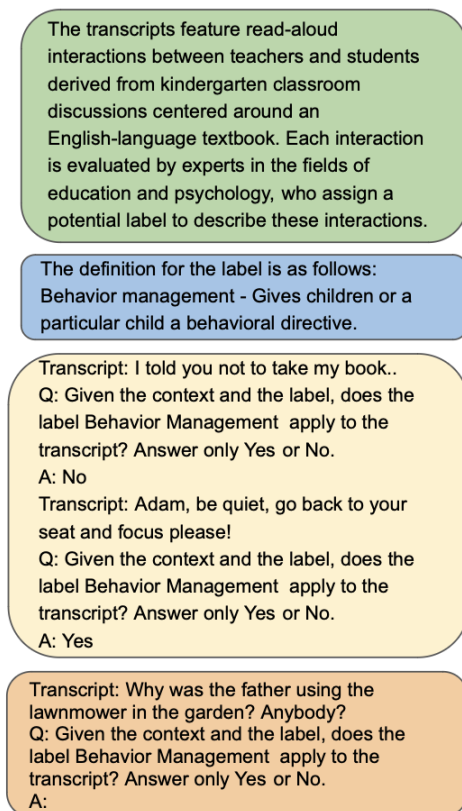 The transcripts feature read-aloud
interactions between teachers and students
derived from kindergarten classroom
discussions centered around an
English-language textbook. Each interaction
is evaluated by experts in the fields of
education and psychology, who assign a
potential label to describe these interactions.
The definition for the label is as follows:
Behavior management - Gives children or a
particular child a behavioral directive.
Transcript: I told you not to take my book..
Q: Given the context and the label, does the
label Behavior Management apply to the
transcript? Answer only Yes or No.
A: No
Transcript: Adam, be quiet, go back to your
seat and focus please!
Q: Given the context and the label, does the
label Behavior Management apply to the
transcript? Answer only Yes or No.
A: Yes
Transcript: Why was the father using the
lawnmower in the garden? Anybody?
Q: Given the context and the label, does the
label Behavior Management apply to the
transcript? Answer only Yes or No.
A: